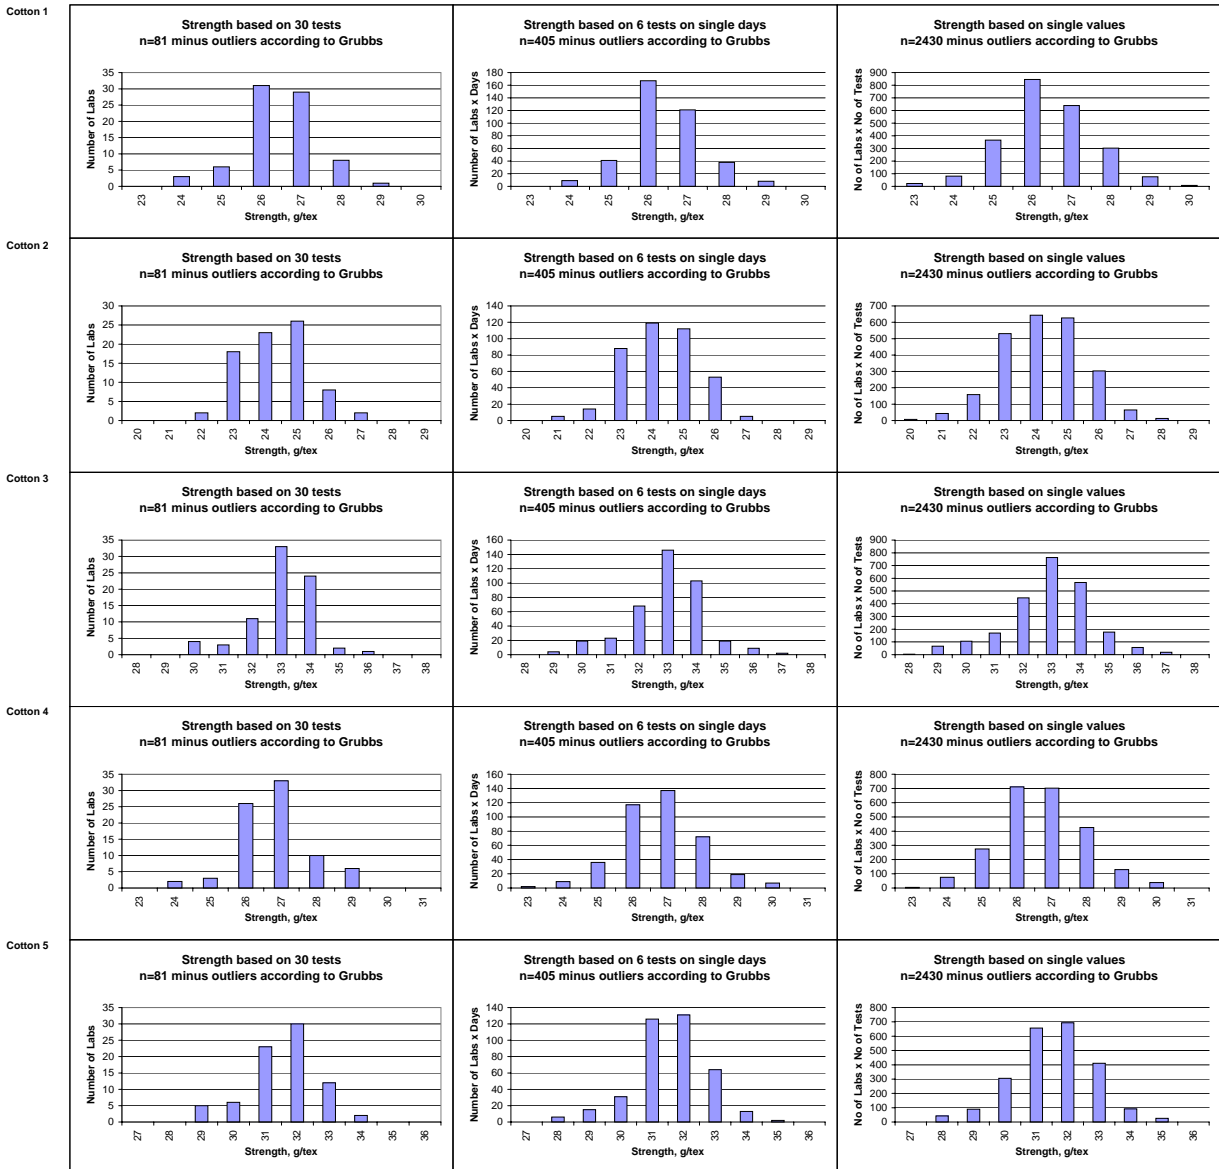 Cotton 1
Strength based on 30 tests
n=81 minus outliers according to Grubbs
Number of Labs
35
30
25
20
15
10
5
0
23 24 25 26 27 28 29 30
Strength, g/tex
Strength based on 6 tests on single days
n=405 minus outliers according to Grubbs
Number of Labs x Days
180
160
140
120
100
80
60
40
20
0
23 24 25 26 27 28 29 30
Strength, g/tex
Strength based on single values
n=2430 minus outliers according to Grubbs
No of Labs x No of Tests
900
800
700
600
500
400
300
200
100
0
23 24 25 26 27 28 29 30
Strength, g/tex
Cotton 2
Strength based on 30 tests
n=81 minus outliers according to Grubbs
Number of Labs
30
25
20
15
10
5
0
20 21 22 23 24 25 26 27 28 29
Strength, g/tex
Strength based on 6 tests on single days
n=405 minus outliers according to Grubbs
Number of Labs x Days
140
120
100
80
60
40
20
0
20 21 22 23 24 25 26 27 28 29
Strength, g/tex
Strength based on single values
n=2430 minus outliers according to Grubbs
No of Labs x No of Tests
700
600
500
400
300
200
100
0
20 21 22 23 24 25 26 27 28 29
Strength, g/tex
Cotton 3
Strength based on 30 tests
n=81 minus outliers according to Grubbs
Number of Labs
35
30
25
20
15
10
5
0
28 29 30 31 32 33 34 35 36 37 38
Strength, g/tex
Strength based on 6 tests on single days
n=405 minus outliers according to Grubbs
Number of Labs x Days
160
140
120
100
80
60
40
20
0
28 29 30 31 32 33 34 35 36 37 38
Strength, g/tex
Strength based on single values
n=2430 minus outliers according to Grubbs
No of Labs x No of Tests
900
800
700
600
500
400
300
200
100
0
28 29 30 31 32 33 34 35 36 37 38
Strength, g/tex
Cotton 4
Strength based on 30 tests
n=81 minus outliers according to Grubbs
Number of Labs
35
30
25
20
15
10
5
0
23 24 25 26 27 28 29 30 31
Strength, g/tex
Strength based on 6 tests on single days
n=405 minus outliers according to Grubbs
Number of Labs x Days
160
140
120
100
80
60
40
20
0
23 24 25 26 27 28 29 30 31
Strength, g/tex
Strength based on single values
n=2430 minus outliers according to Grubbs
No of Labs x No of Tests
800
700
600
500
400
300
200
100
0
23 24 25 26 27 28 29 30 31
Strength, g/tex
Cotton 5
Strength based on 30 tests
n=81 minus outliers according to Grubbs
Number of Labs
35
30
25
20
15
10
5
0
27 28 29 30 31 32 33 34 35 36
Strength, g/tex
Strength based on 6 tests on single days
n=405 minus outliers according to Grubbs
Number of Labs x Days
140
120
100
80
60
40
20
0
27 28 29 30 31 32 33 34 35 36
Strength, g/tex
Strength based on single values
n=2430 minus outliers according to Grubbs
No of Labs x No of Tests
800
700
600
500
400
300
200
100
0
27 28 29 30 31 32 33 34 35 36
Strength, g/tex